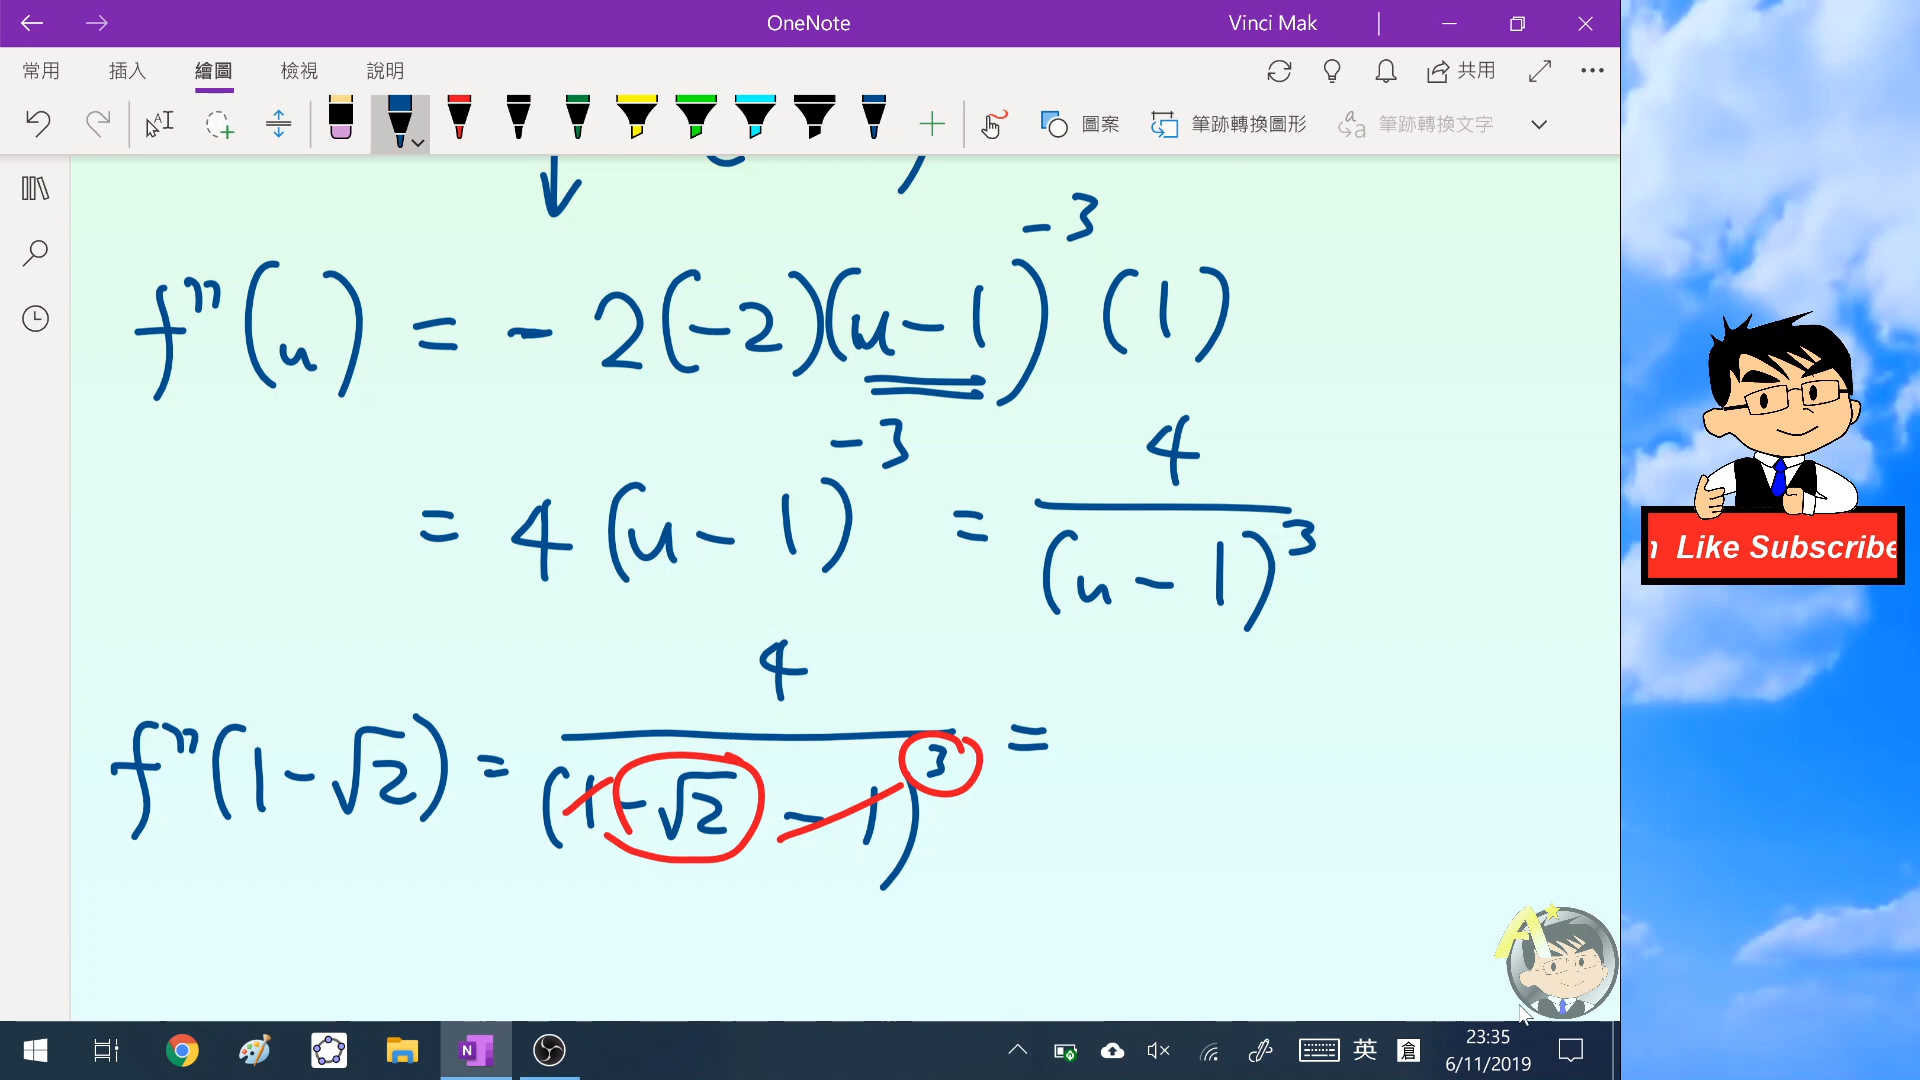 OneNote
Vinci Mak
常用 插入 繪圖 檢視 說明
共用
圖案 筆跡轉換圖形 筆跡轉換文字
f''(u) = -2(-2)(u-1)^-3 (1)
= 4(u-1)^-3 = 4/(u-1)^3
f''(1-√2) = 4/(1-√2-1)^3 =
Like Subscribe
A
英 倉
23:35
6/11/2019